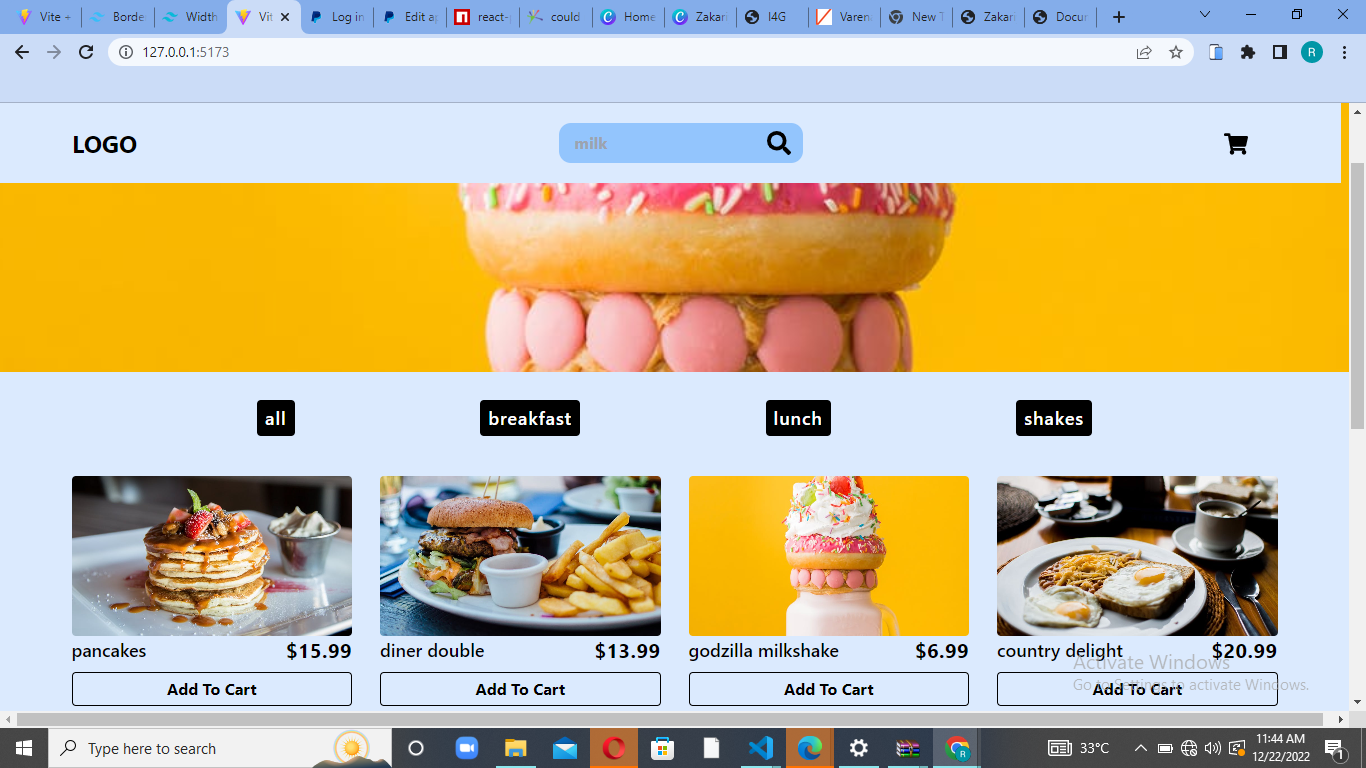 Vite +
Borde
Width
Vit
Log in
Edit a
react-
could
Home
Zakar
I4G
Varen
New T
Zakar
Docur
127.0.0.1:5173
R
LOGO
milk
all
breakfast
lunch
shakes
pancakes $15.99
diner double $13.99
godzilla milkshake $6.99
country delight $20.99
Add To Cart
Add To Cart
Add To Cart
Add To Cart
Activate Windows
Go to Settings to activate Windows.
Type here to search
33°C
11:44 AM
12/22/2022
1